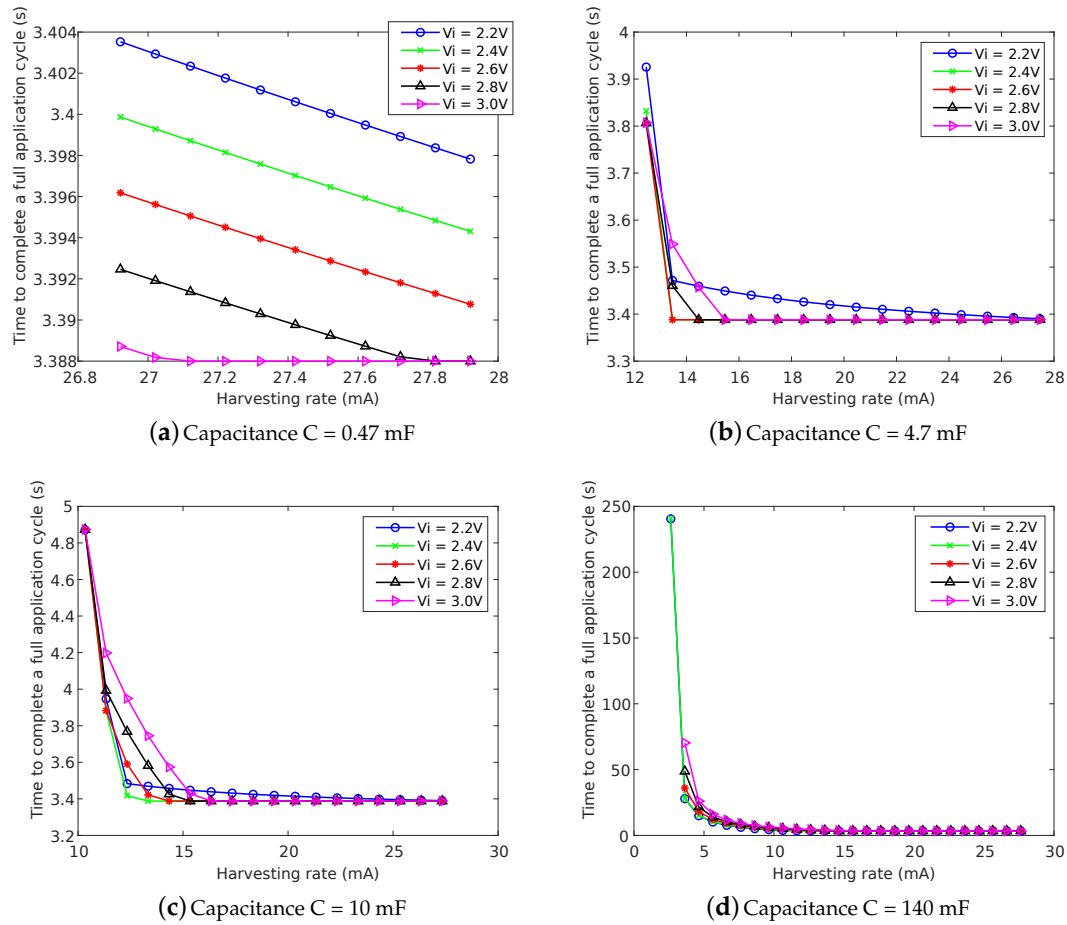 Time to complete a full application cycle (s)
3.404
3.402
3.4
3.398
3.396
3.394
3.392
3.39
3.388
26.8 27 27.2 27.4 27.6 27.8 28
Harvesting rate (mA)
Vi = 2.2V
Vi = 2.4V
Vi = 2.6V
Vi = 2.8V
Vi = 3.0V
(a) Capacitance C = 0.47 mF
Time to complete a full application cycle (s)
4
3.9
3.8
3.7
3.6
3.5
3.4
3.3
12 14 16 18 20 22 24 26 28
Harvesting rate (mA)
Vi = 2.2V
Vi = 2.4V
Vi = 2.6V
Vi = 2.8V
Vi = 3.0V
(b) Capacitance C = 4.7 mF
Time to complete a full application cycle (s)
5
4.8
4.6
4.4
4.2
4
3.8
3.6
3.4
3.2
10 15 20 25 30
Harvesting rate (mA)
Vi = 2.2V
Vi = 2.4V
Vi = 2.6V
Vi = 2.8V
Vi = 3.0V
(c) Capacitance C = 10 mF
Time to complete a full application cycle (s)
250
200
150
100
50
0
0 5 10 15 20 25 30
Harvesting rate (mA)
Vi = 2.2V
Vi = 2.4V
Vi = 2.6V
Vi = 2.8V
Vi = 3.0V
(d) Capacitance C = 140 mF